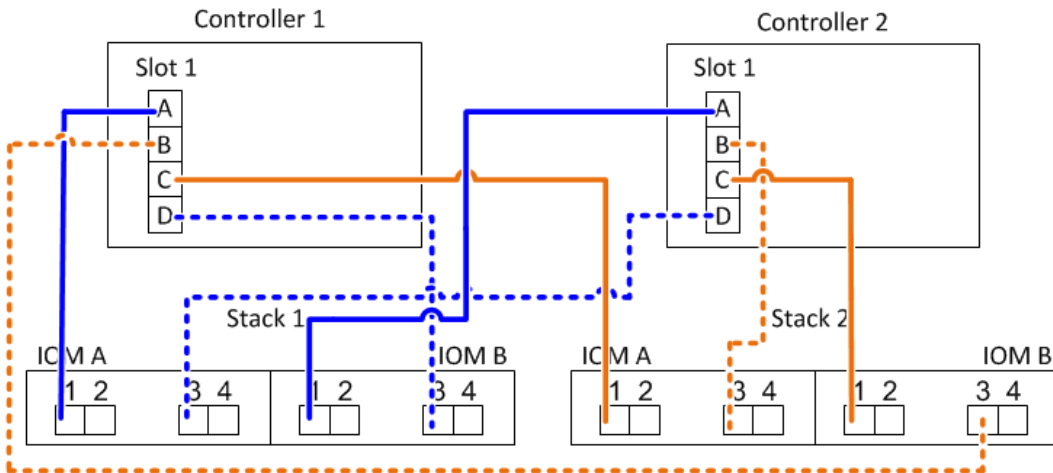 Controller 1
Controller 2
Slot 1
Slot 1
A
A
B
B
C
C
D
D
Stack 1
Stack 2
IOM A
IOM B
IOM A
IOM B
1 2
3 4
1 2
3 4
1 2
3 4
1 2
3 4